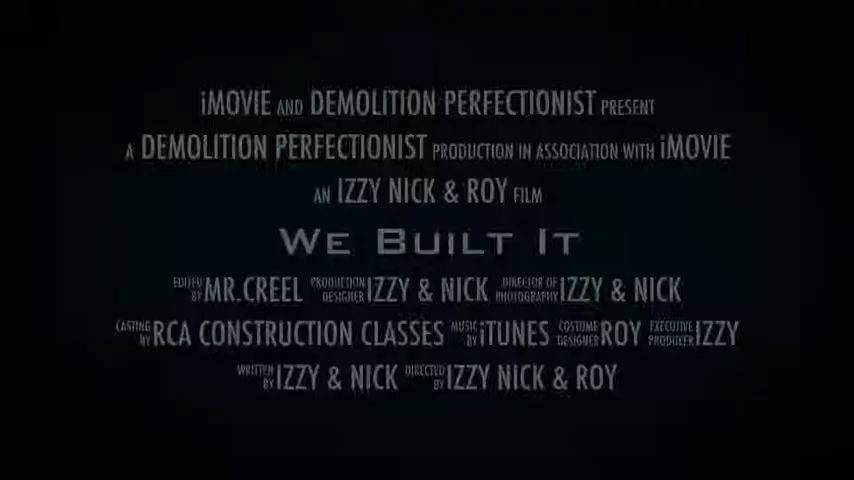 iMOVIE AND DEMOLITION PERFECTIONIST PRESENT
A DEMOLITION PERFECTIONIST PRODUCTION IN ASSOCIATION WITH iMOVIE
AN IZZY NICK & ROY FILM
WE BUILT IT
EDITED BY MR.CREEL PRODUCTION DESIGNER IZZY & NICK DIRECTOR OF PHOTOGRAPHY IZZY & NICK
CASTING BY RCA CONSTRUCTION CLASSES MUSIC BY iTUNES COSTUME DESIGNER ROY EXECUTIVE PRODUCER IZZY
WRITTEN BY IZZY & NICK DIRECTED BY IZZY NICK & ROY